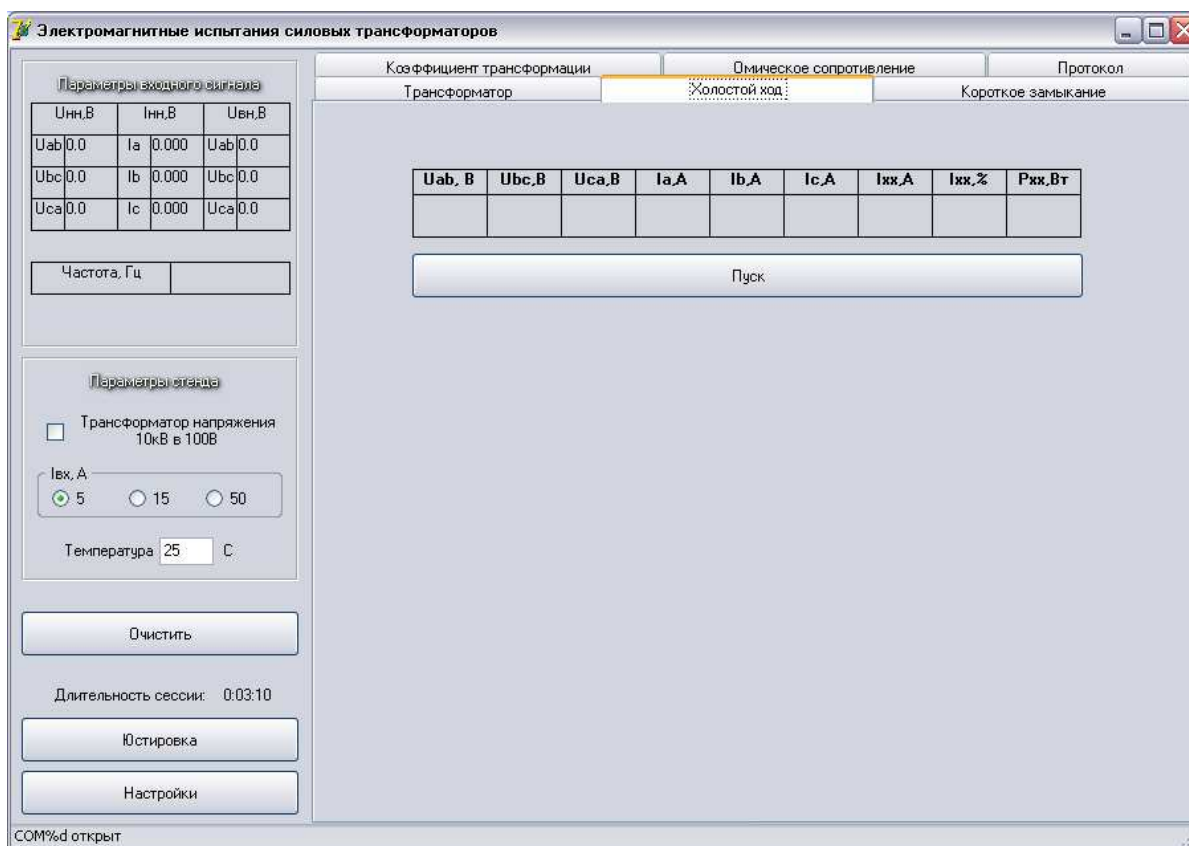 Электромагнитные испытания силовых трансформаторов
Параметры входного сигнала
Uнн,В Iнн,В Uвн,В
Uab 0.0 Ia 0.000 Uab 0.0
Ubc 0.0 Ib 0.000 Ubc 0.0
Uca 0.0 Ic 0.000 Uca 0.0
Частота, Гц
Параметры стенда
Трансформатор напряжения
10кВ в 100В
Iвх, А
5 15 50
Температура 25 С
Очистить
Длительность сессии: 0:03:10
Юстировка
Настройки
Коэффициент трансформации Омическое сопротивление Протокол
Трансформатор Холостой ход Короткое замыкание
Uab, В Ubc,В Uca,В Ia,А Ib,А Ic,А Iхх,А Iхх,% Рхх,Вт
Пуск
COM%d открыт